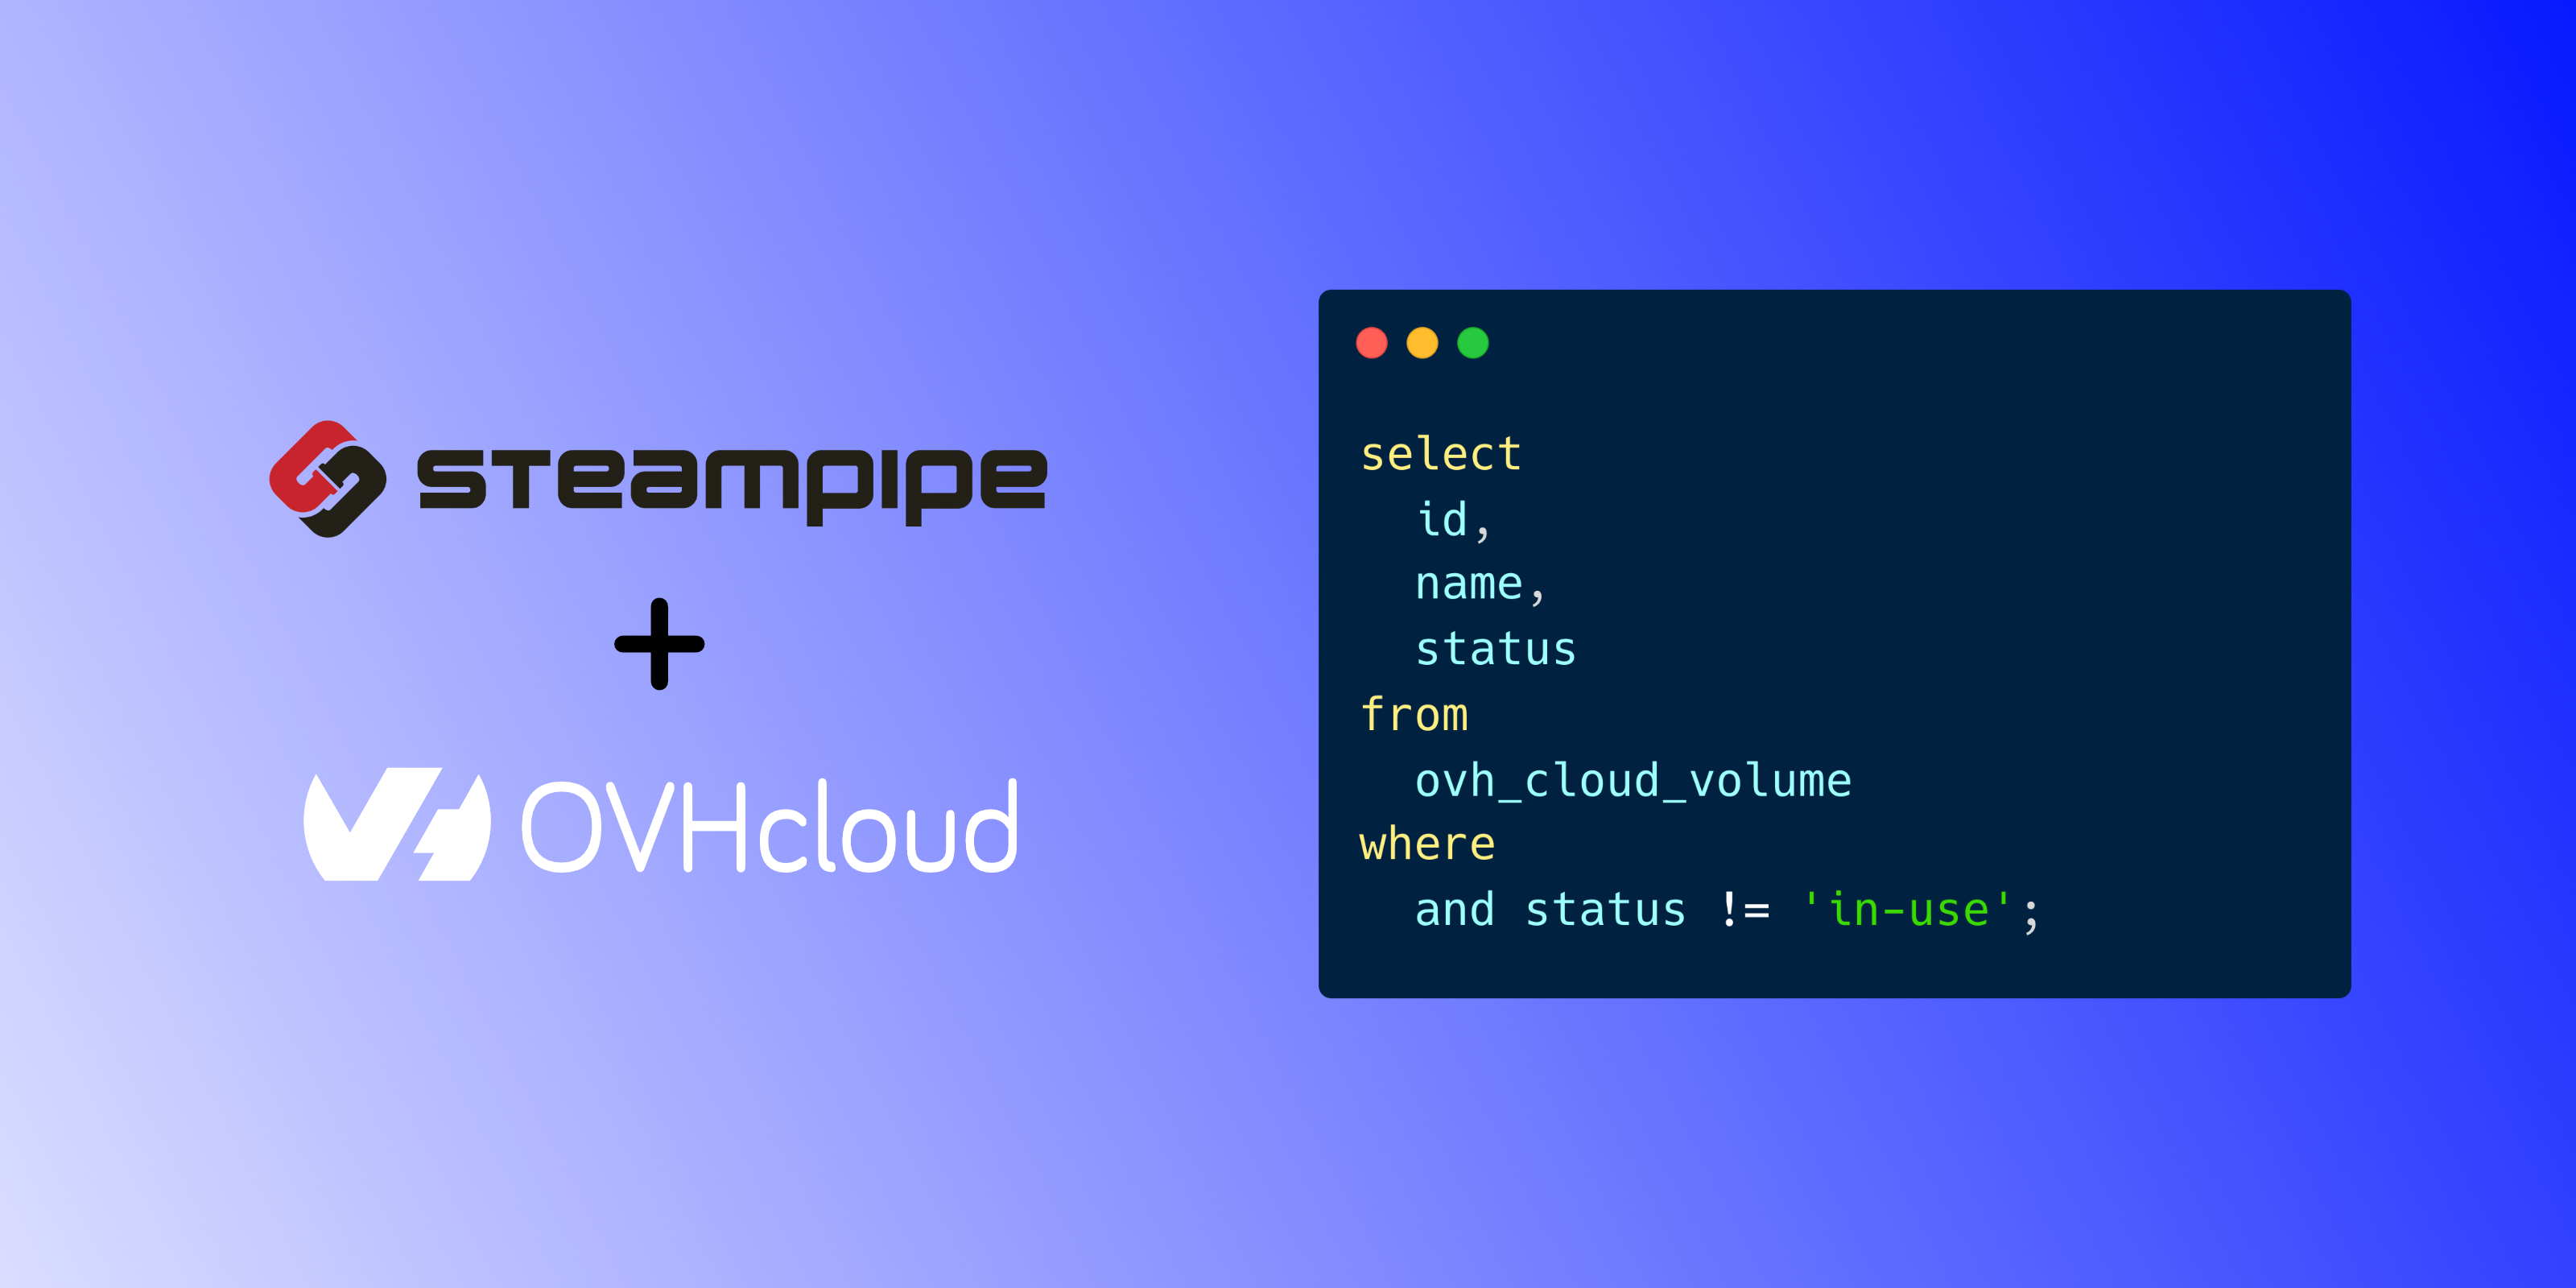 steampipe
+
OVHcloud
select
id,
name,
status
from
ovh_cloud_volume
where
and status != 'in-use';